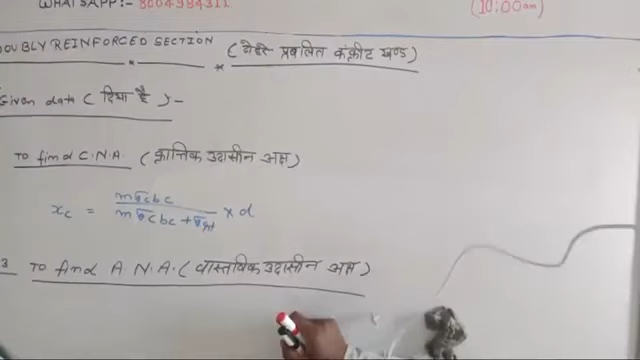 WHATSAPP:- 8004994311
(10:00am)
DOUBLY REINFORCED SECTION (दोहरे प्रबलित कंक्रीट खण्ड)
Given data (दिया है) -
TO find C.N.A. (क्रान्तिक उदासीन अक्ष)
xc = mσcbc / mσcbc + σst × d
3 TO find A.N.A. (वास्तविक उदासीन अक्ष)